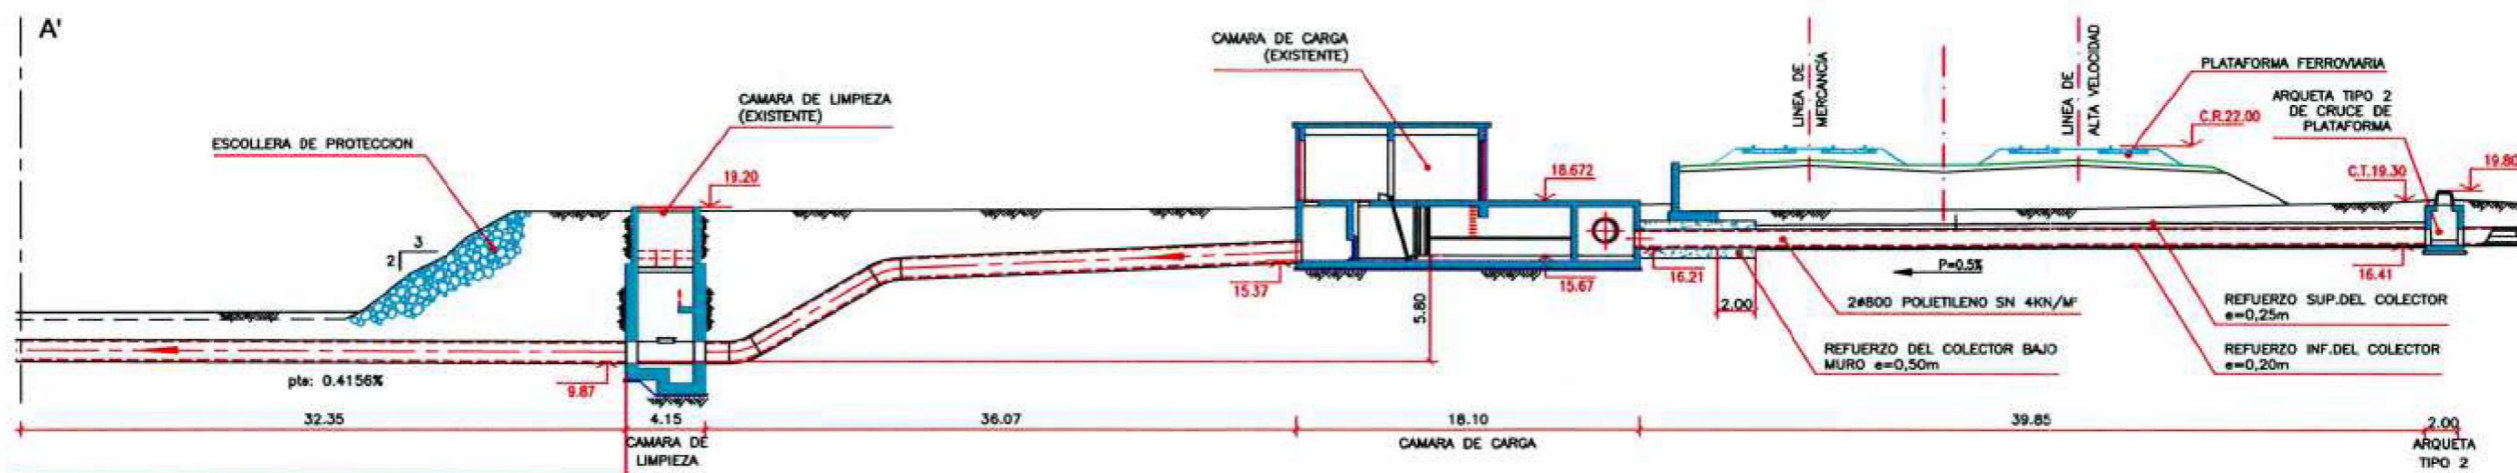 A'
CAMARA DE CARGA
(EXISTENTE)
LINEA DE
MERCANCÍA
LINEA DE
ALTA VELOCIDAD
PLATAFORMA FERROVIARIA
CAMARA DE LIMPIEZA
(EXISTENTE)
ARQUETA TIPO 2
DE CRUCE DE
PLATAFORMA
C.R.22.00
ESCOLLERA DE PROTECCION
19.20
18.672
C.T.19.30
19.80
3
2
15.37
15.67
16.21
P=0.5%
16.41
5.80
2.00
2ø800 POLIETILENO SN 4KN/M²
REFUERZO SUP.DEL COLECTOR
e=0,25m
REFUERZO DEL COLECTOR BAJO
MURO e=0,50m
REFUERZO INF.DEL COLECTOR
e=0,20m
pte: 0.4156%
9.87
32.35
4.15
36.07
18.10
39.85
2.00
CAMARA DE
LIMPIEZA
CAMARA DE CARGA
ARQUETA
TIPO 2